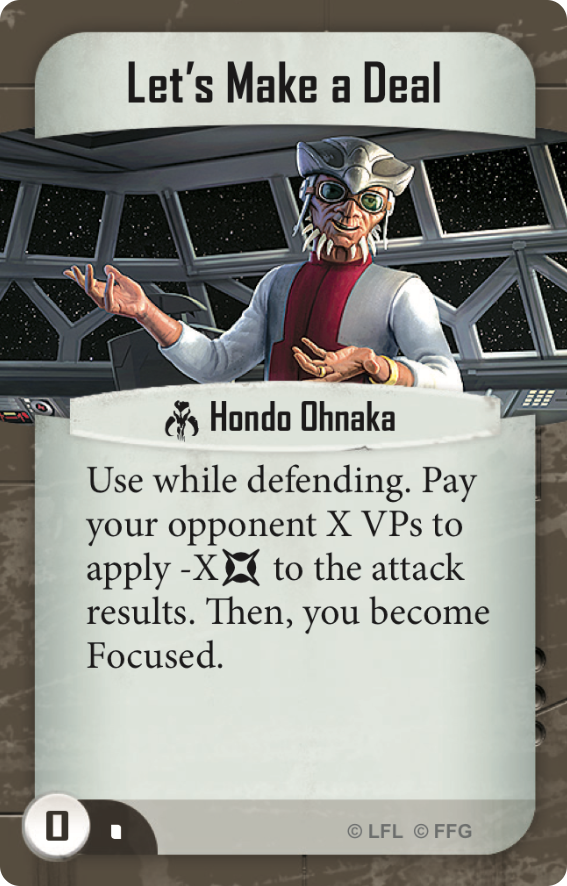 Let’s Make a Deal
Hondo Ohnaka
Use while defending. Pay
your opponent X VPs to
apply -X to the attack
results. Then, you become
Focused.
0
© LFL © FFG